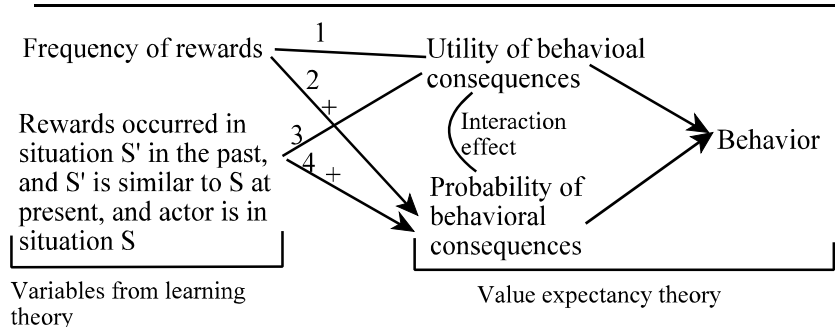 Frequency of rewards
1
2
+
3
4
+
Rewards occurred in
situation S' in the past,
and S' is similar to S at
present, and actor is in
situation S
Variables from learning
theory
Utility of behavioal
consequences
Interaction
effect
Probability of
behavioral
consequences
Behavior
Value expectancy theory